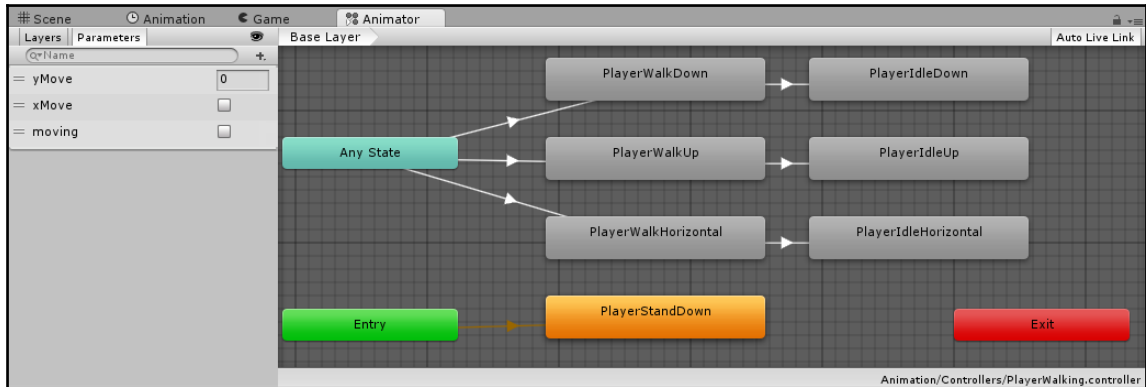 Scene Animation Game Animator
Layers Parameters Base Layer Auto Live Link
Name
yMove 0
xMove
moving
PlayerWalkDown PlayerIdleDown
Any State PlayerWalkUp PlayerIdleUp
PlayerWalkHorizontal PlayerIdleHorizontal
PlayerStandDown
Entry Exit
Animation/Controllers/PlayerWalking.controller